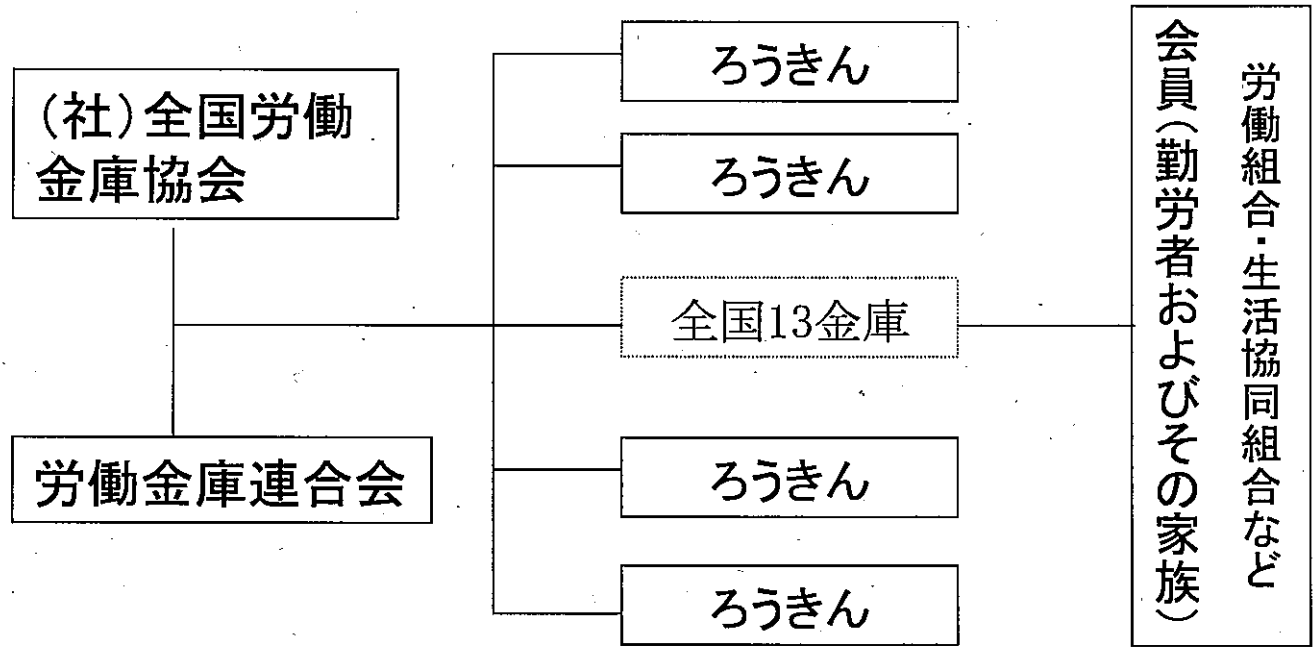 (社)全国労働
金庫協会
労働金庫連合会
ろうきん
ろうきん
全国13金庫
ろうきん
ろうきん
労働組合・生活協同組合など
会員(勤労者およびその家族)